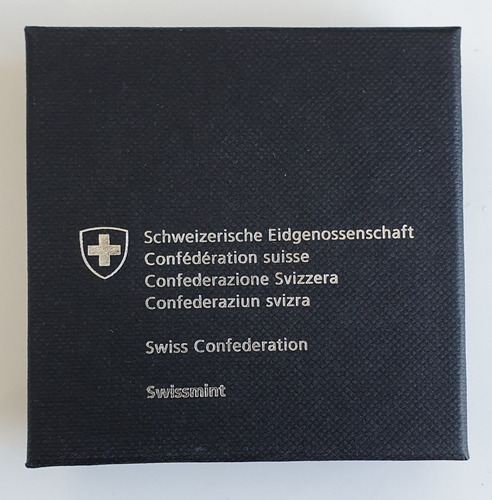 Schweizerische Eidgenossenschaft
Confédération suisse
Confederazione Svizzera
Confederaziun svizra
Swiss Confederation
Swissmint